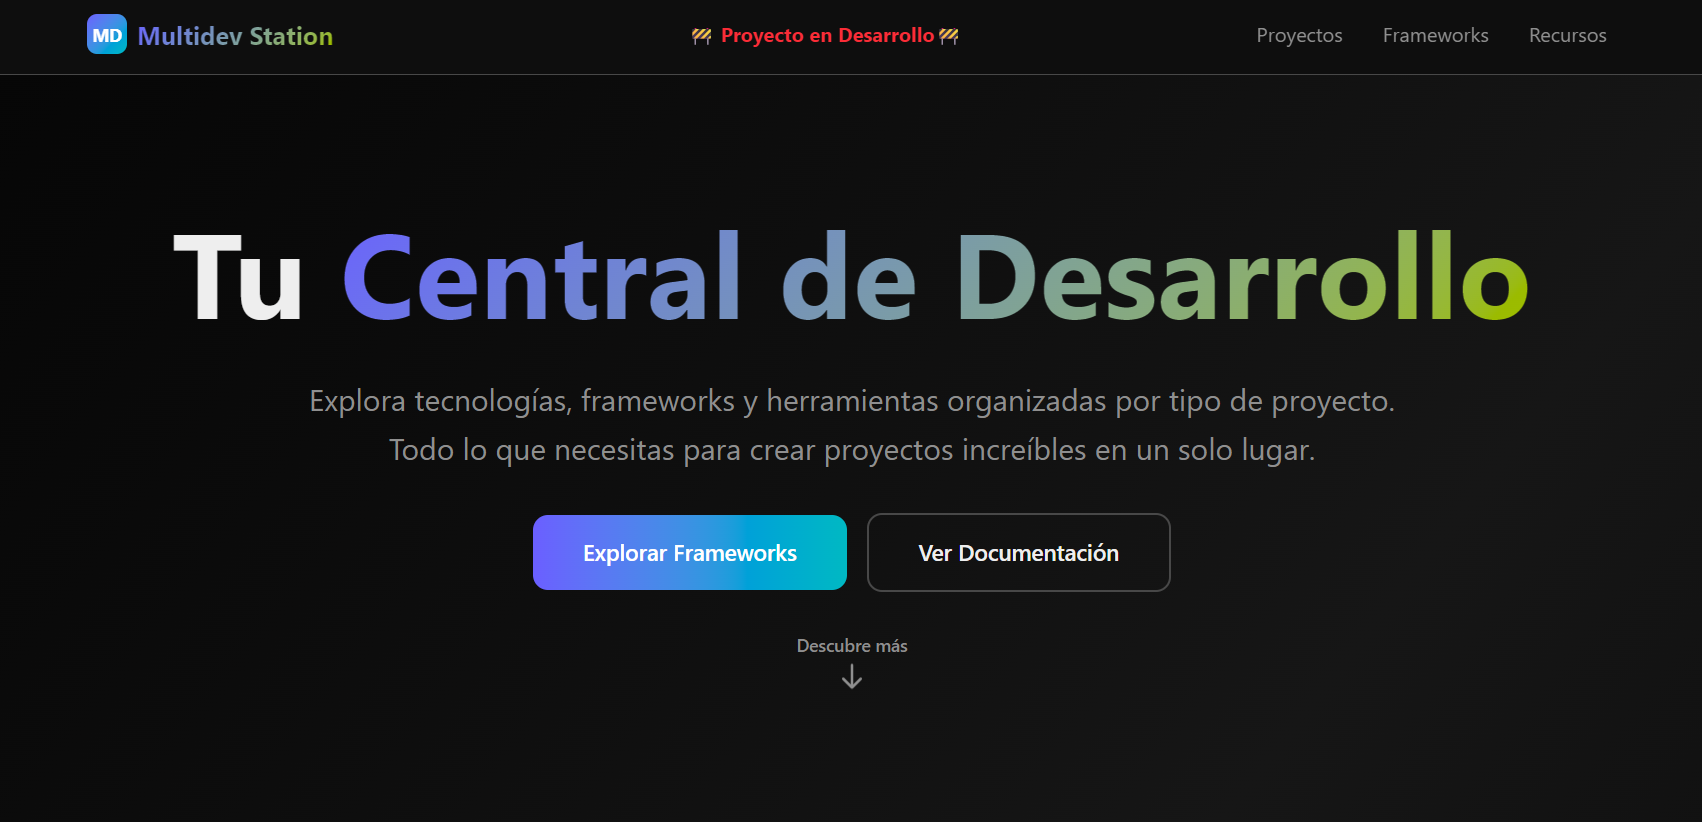 MD Multidev Station
🚧 Proyecto en Desarrollo 🚧
Proyectos Frameworks Recursos
Tu Central de Desarrollo
Explora tecnologías, frameworks y herramientas organizadas por tipo de proyecto.
Todo lo que necesitas para crear proyectos increíbles en un solo lugar.
Explorar Frameworks
Ver Documentación
Descubre más